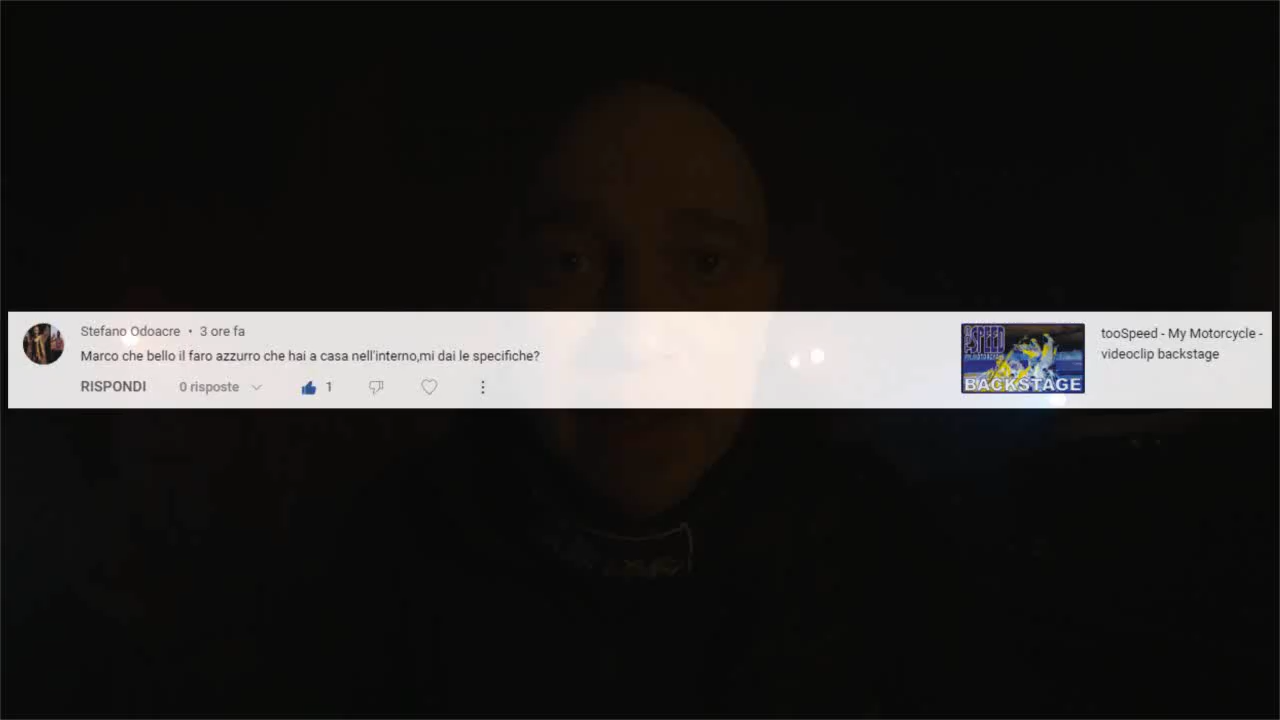 Stefano Odoacre • 3 ore fa
Marco che bello il faro azzurro che hai a casa nell'interno,mi dai le specifiche?
RISPONDI 0 risposte 1
SPEED
BACKSTAGE
tooSpeed - My Motorcycle -
videoclip backstage